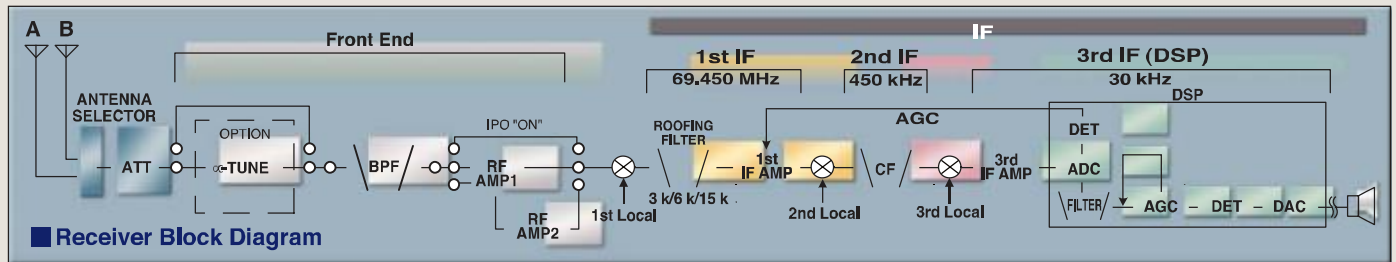 A B
Front End
IF
1st IF
69.450 MHz
2nd IF
450 kHz
3rd IF (DSP)
30 kHz
DSP
ANTENNA
SELECTOR
ATT
OPTION
∝-TUNE
BPF
IPO "ON"
RF
AMP1
RF
AMP2
1st Local
ROOFING
FILTER
3 k/6 k/15 k
1st
IF AMP
AGC
2nd Local
CF
3rd Local
3rd
IF AMP
DET
ADC
FILTER
AGC
DET
DAC
Receiver Block Diagram